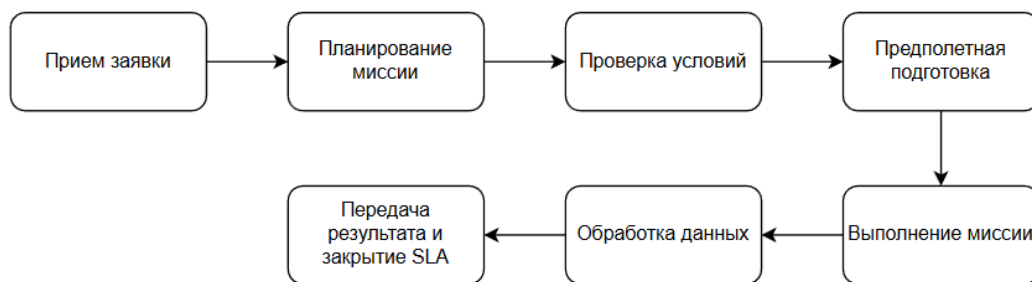 Прием заявки
Планирование
миссии
Проверка условий
Предполетная
подготовка
Выполнение миссии
Обработка данных
Передача
результата и
закрытие SLA